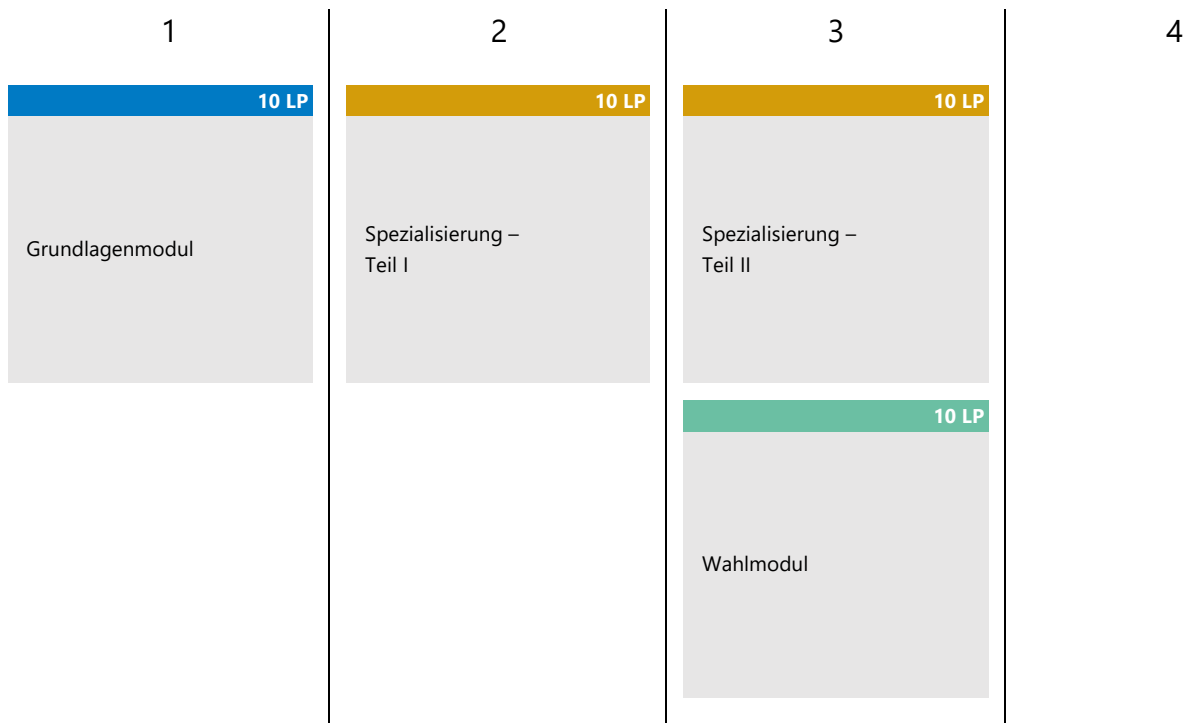 1
2
3
4
10 LP
10 LP
10 LP
Grundlagenmodul
Spezialisierung –
Teil I
Spezialisierung –
Teil II
10 LP
Wahlmodul